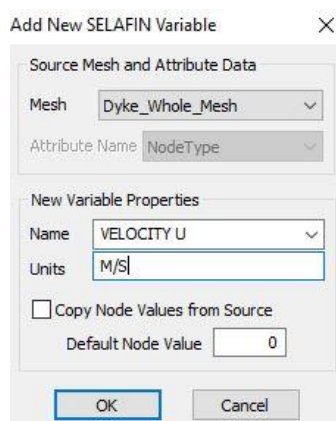 Add New SELAFIN Variable
Source Mesh and Attribute Data
Mesh Dyke_Whole_Mesh
Attribute Name NodeType
New Variable Properties
Name VELOCITY U
Units M/S
Copy Node Values from Source
Default Node Value 0
OK Cancel